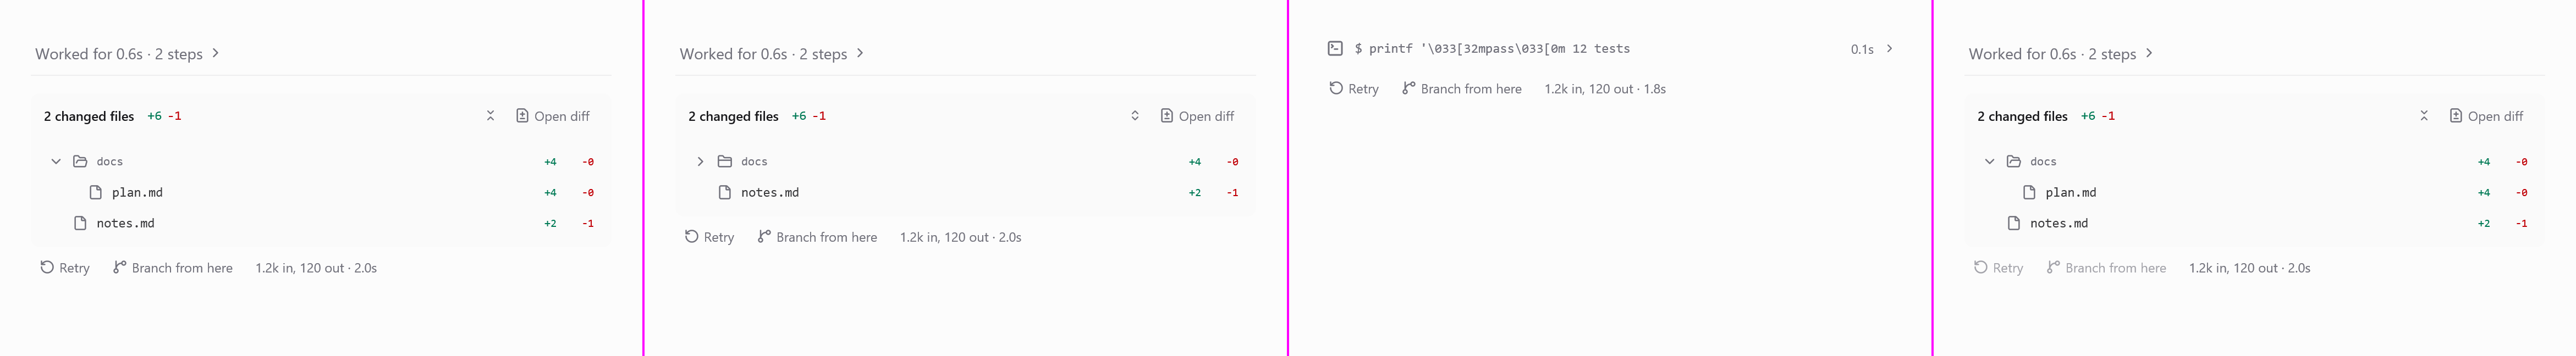 Worked for 0.6s · 2 steps
2 changed files +6 -1 Open diff
docs +4 -0
plan.md +4 -0
notes.md +2 -1
Retry Branch from here 1.2k in, 120 out · 2.0s
Worked for 0.6s · 2 steps
2 changed files +6 -1 Open diff
docs +4 -0
notes.md +2 -1
Retry Branch from here 1.2k in, 120 out · 2.0s
$ printf '\033[32mpass\033[0m 12 tests 0.1s
Retry Branch from here 1.2k in, 120 out · 1.8s
Worked for 0.6s · 2 steps
2 changed files +6 -1 Open diff
docs +4 -0
plan.md +4 -0
notes.md +2 -1
Retry Branch from here 1.2k in, 120 out · 2.0s